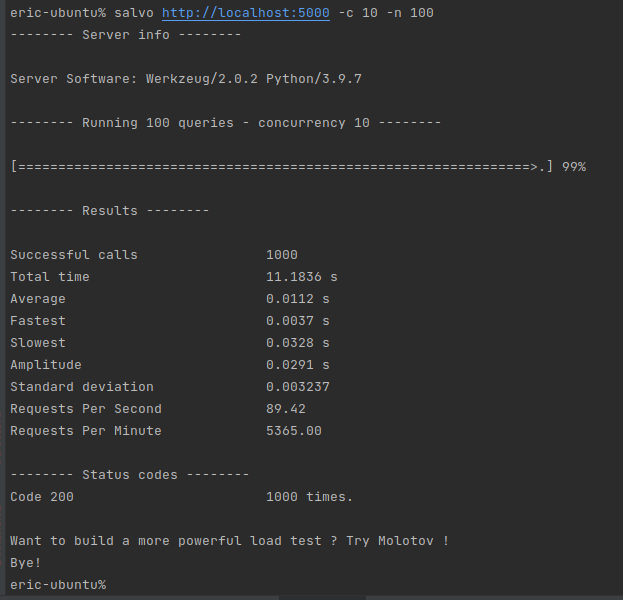 eric-ubuntu% salvo http://localhost:5000 -c 10 -n 100
-------- Server info --------
Server Software: Werkzeug/2.0.2 Python/3.9.7
-------- Running 100 queries - concurrency 10 --------
[================================================================>.] 99%
-------- Results --------
Successful calls 1000
Total time 11.1836 s
Average 0.0112 s
Fastest 0.0037 s
Slowest 0.0328 s
Amplitude 0.0291 s
Standard deviation 0.003237
Requests Per Second 89.42
Requests Per Minute 5365.00
-------- Status codes --------
Code 200 1000 times.
Want to build a more powerful load test ? Try Molotov !
Bye!
eric-ubuntu%